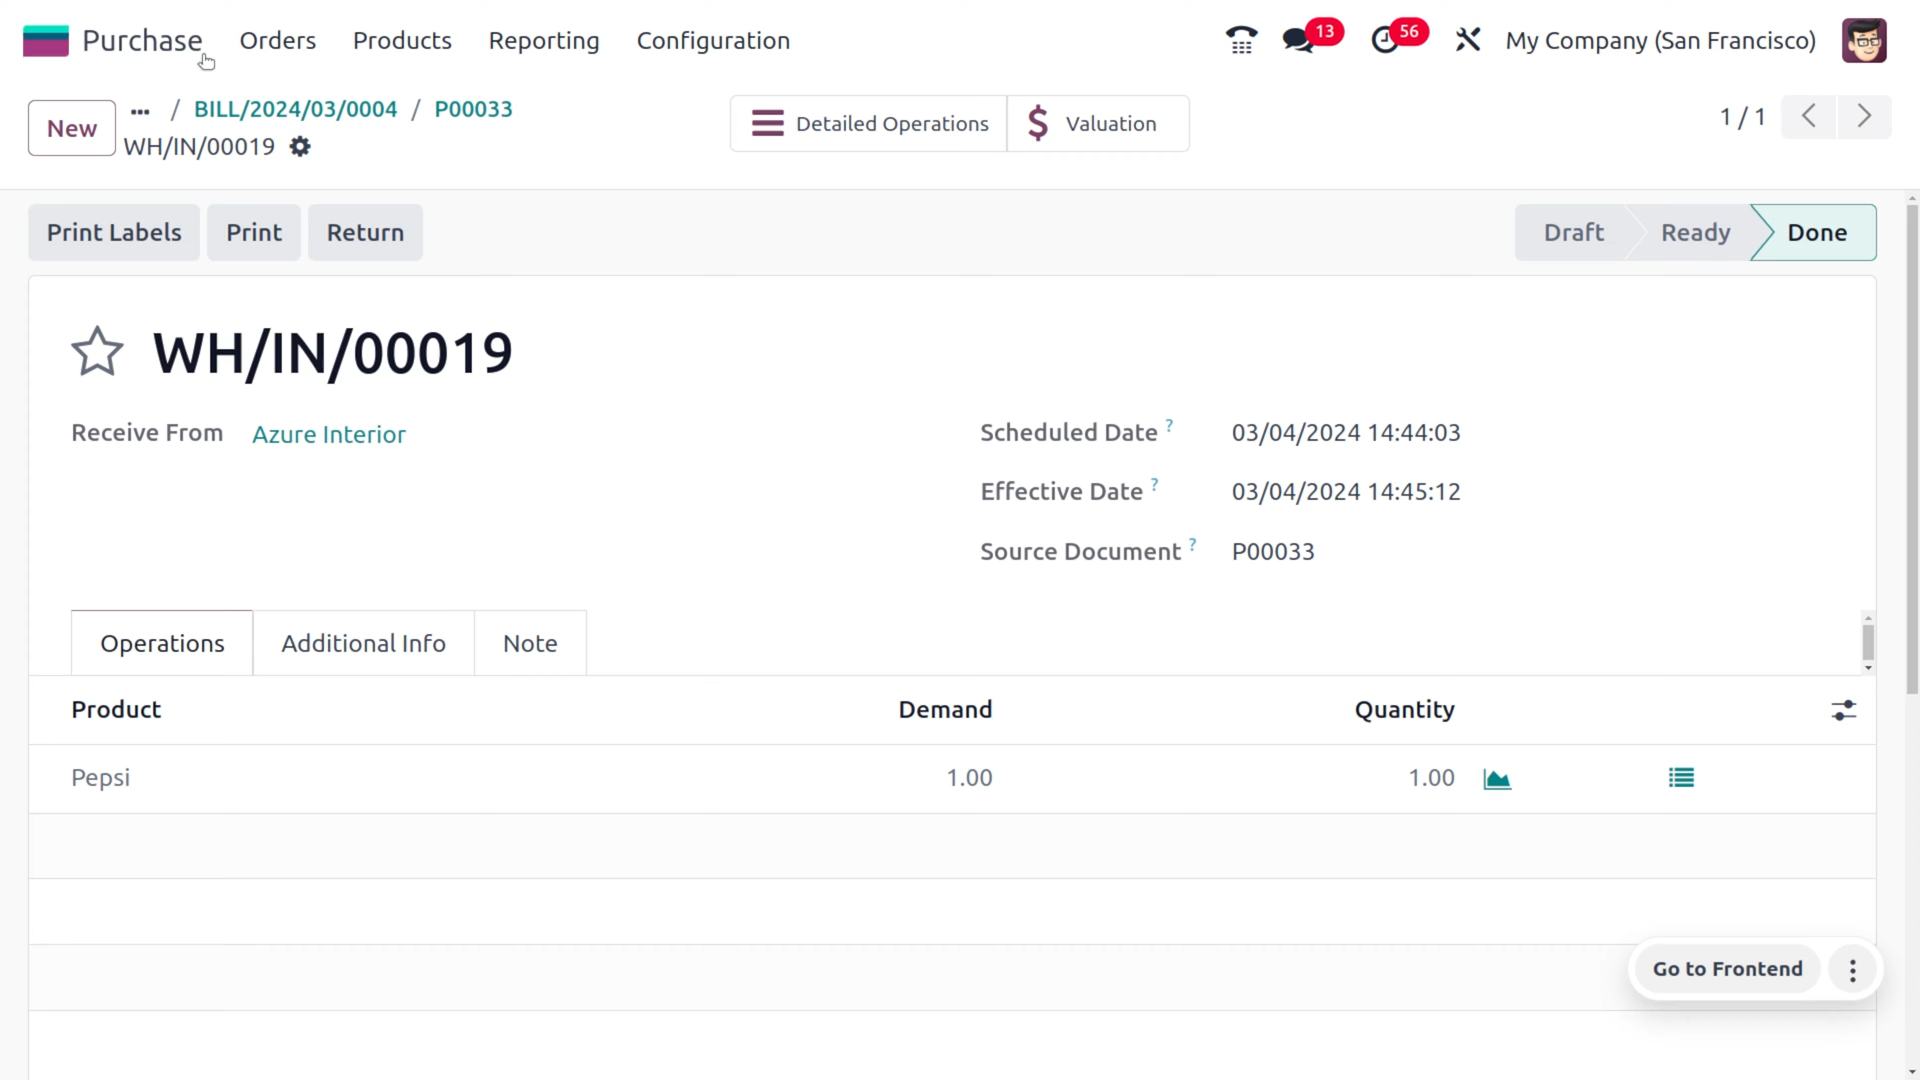 Purchase Orders Products Reporting Configuration 13 56 My Company (San Francisco)
New ... / BILL/2024/03/0004 / P00033
WH/IN/00019
Detailed Operations Valuation
1 / 1
Print Labels Print Return Draft Ready Done
WH/IN/00019
Receive From Azure Interior
Scheduled Date ? 03/04/2024 14:44:03
Effective Date ? 03/04/2024 14:45:12
Source Document ? P00033
Operations Additional Info Note
Product Demand Quantity
Pepsi 1.00 1.00
Go to Frontend